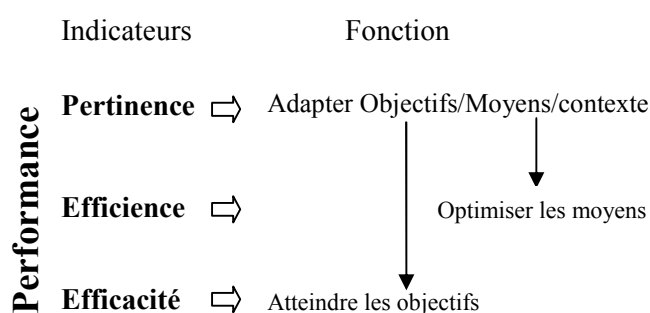 Indicateurs Fonction
Performance
Pertinence Adapter Objectifs/Moyens/contexte
Efficience Optimiser les moyens
Efficacité Atteindre les objectifs